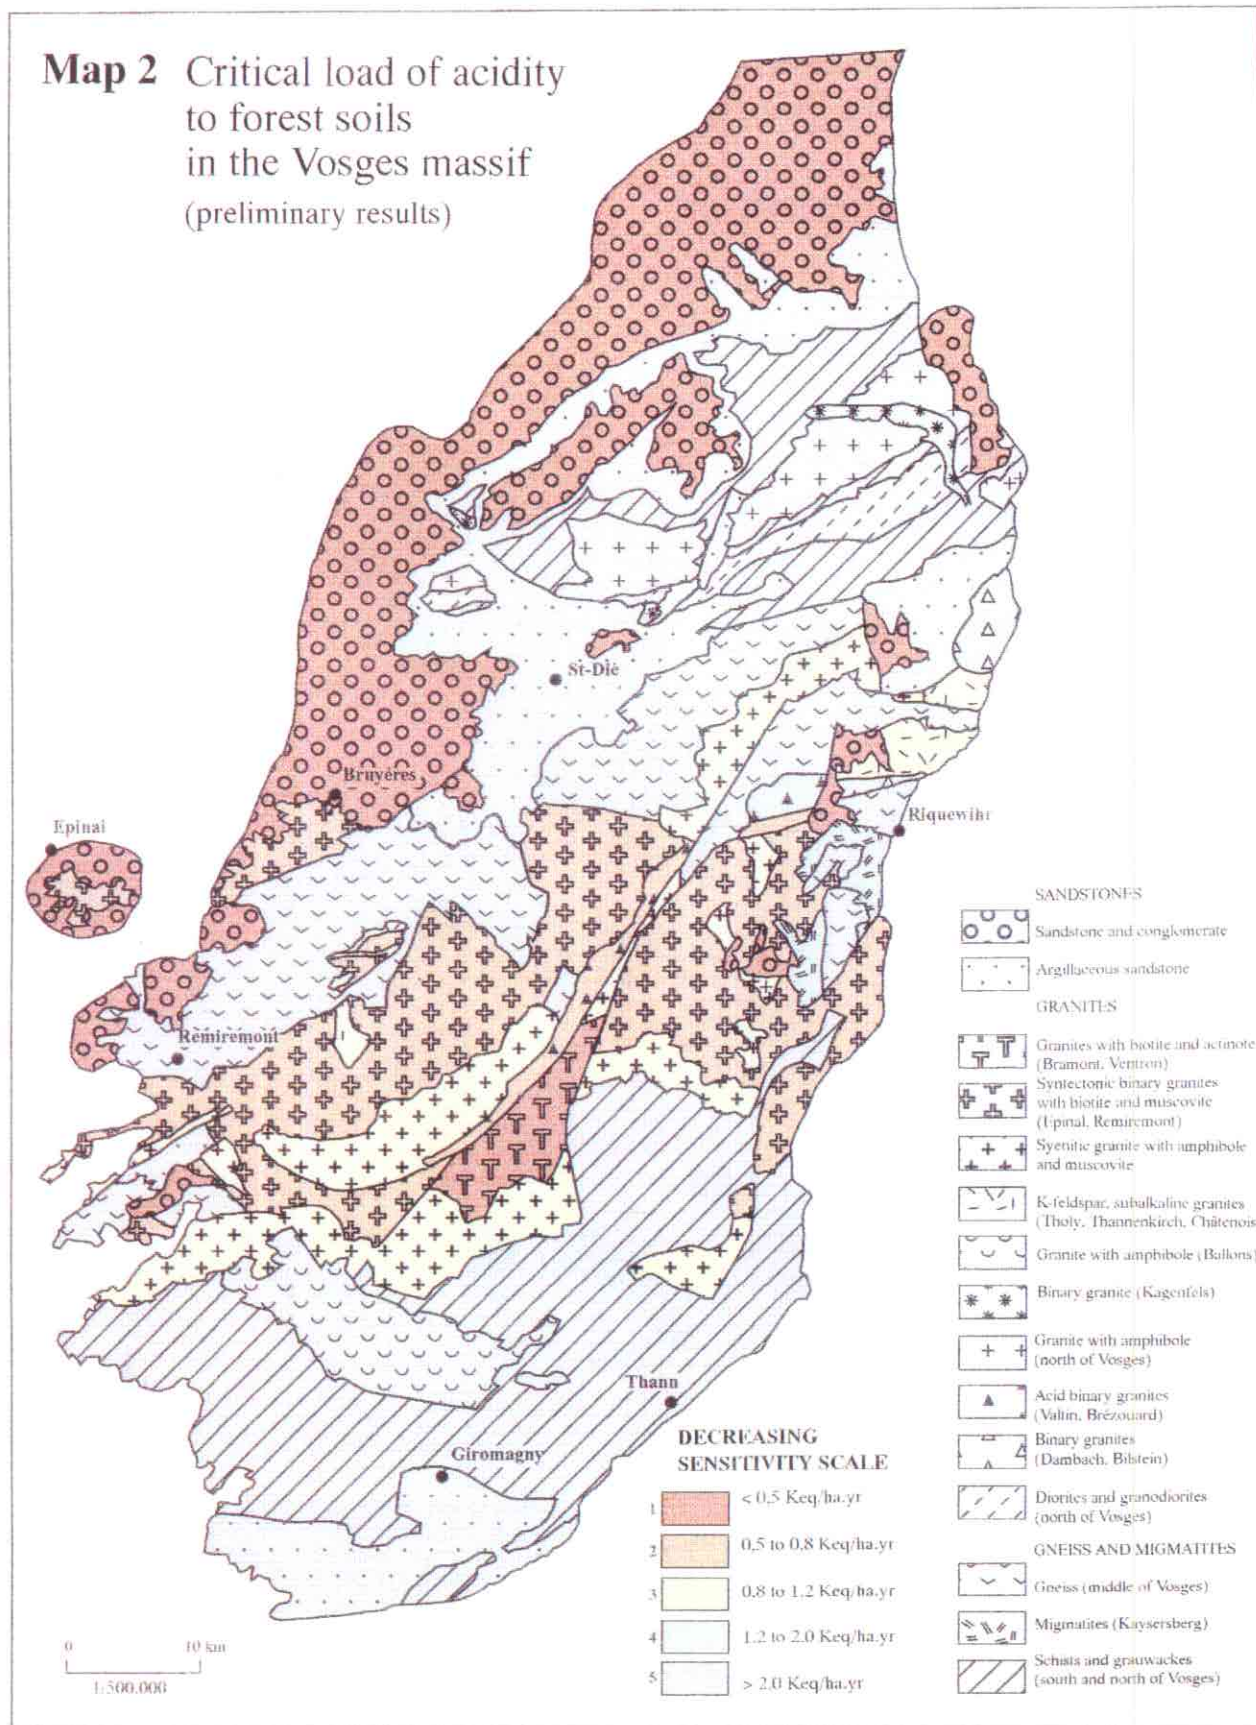 Map 2 Critical load of acidity
to forest soils
in the Vosges massif
(preliminary results)
St-Dié
Bruyères
Epinai
Riquewihr
Remiremont
Thann
Giromagny
SANDSTONES
Sandstone and conglomerate
Argillaceous sandstone
GRANITES
Granites with biotite and actinote
(Bramont, Ventron)
Syntectonic binary granites
with biotite and muscovite
(Epinal, Remiremont)
Syenitic granite with amphibole
and muscovite
K-feldspar, subalkaline granites
(Tholy, Thannenkirch, Châtenois
Granite with amphibole (Ballons)
Binary granite (Kagenfels)
Granite with amphibole
(north of Vosges)
Acid binary granites
(Valtin, Brézouard)
Binary granites
(Dambach, Bilstein)
Diorites and granodiorites
(north of Vosges)
GNEISS AND MIGMATITES
Gneiss (middle of Vosges)
Migmatites (Kaysersberg)
Schists and grauwackes
(south and north of Vosges)
DECREASING
SENSITIVITY SCALE
1 < 0,5 Keq/ha.yr
2 0,5 to 0,8 Keq/ha.yr
3 0.8 to 1.2 Keq/ha.yr
4 1.2 to 2.0 Keq/ha.yr
5 > 2.0 Keq/ha.yr
0 10 km
1:500.000